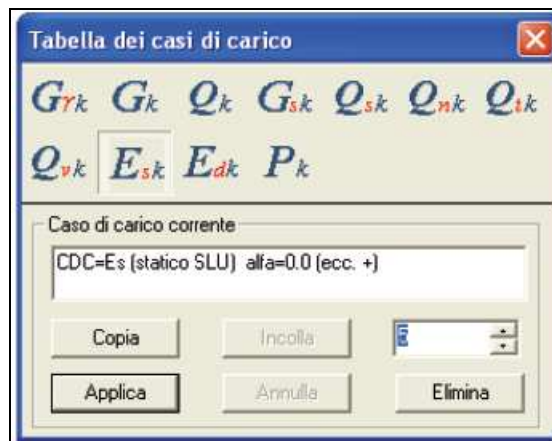 Tabella dei casi di carico
Gγk Gk Qk Gsk Qsk Qnk Qtk
Qvk Esk Edk Pk
Caso di carico corrente
CDC=Es (statico SLU) alfa=0.0 (ecc. +)
Copia Incolla
Applica Annulla Elimina